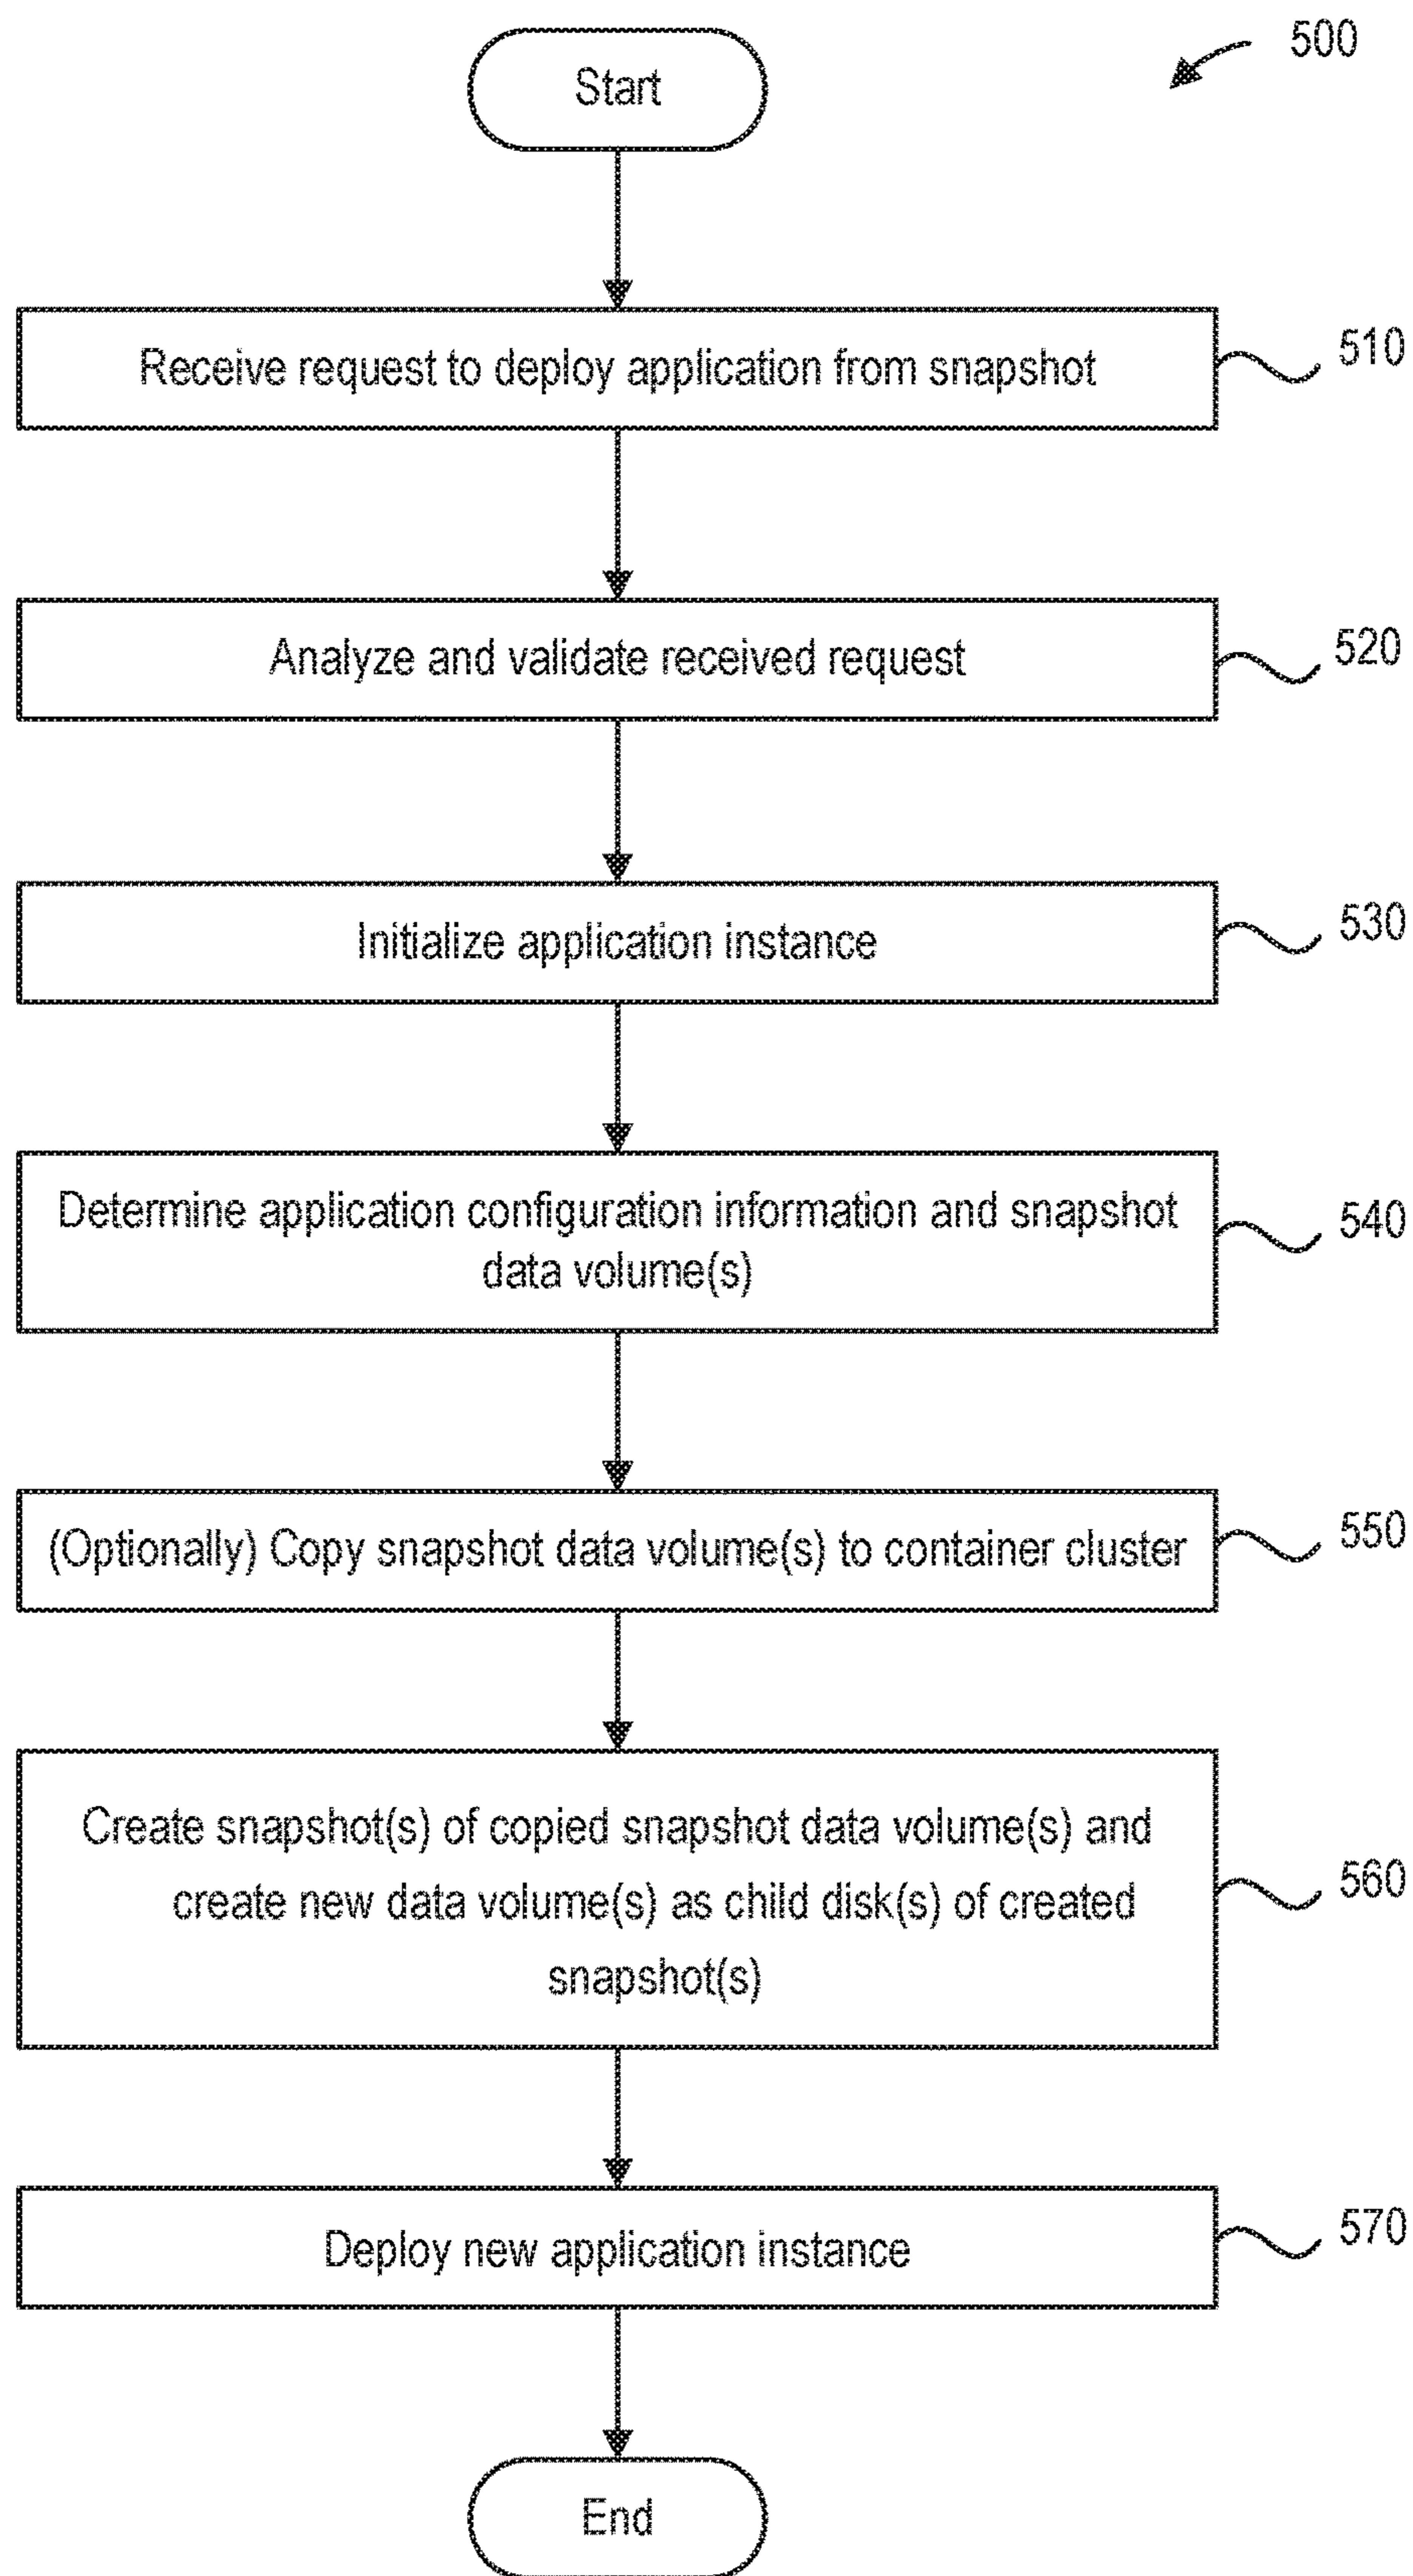 500
Start
Receive request to deploy application from snapshot
510
Analyze and validate received request
520
Initialize application instance
530
Determine application configuration information and snapshot
data volume(s)
540
(Optionally) Copy snapshot data volume(s) to container cluster
550
Create snapshot(s) of copied snapshot data volume(s) and
create new data volume(s) as child disk(s) of created
snapshot(s)
560
Deploy new application instance
570
End